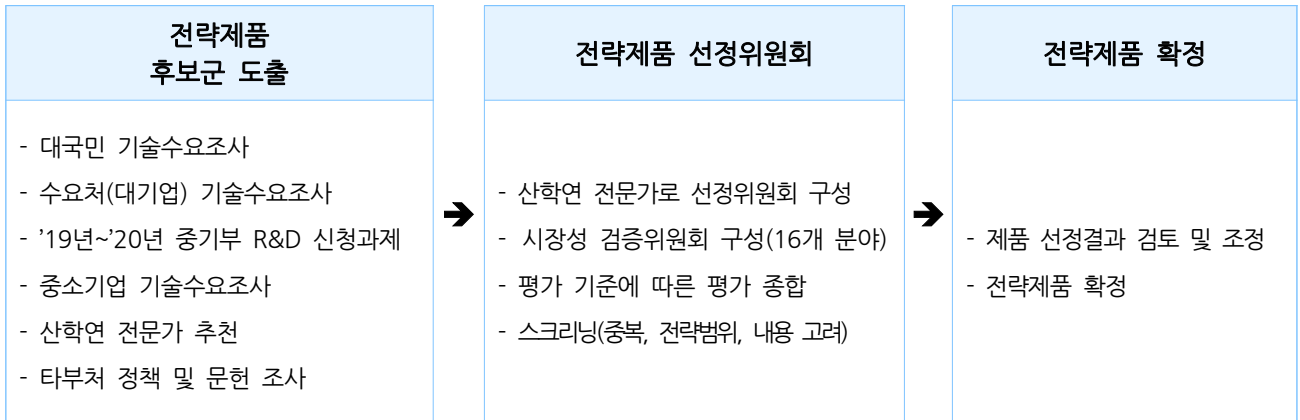 전략제품
후보군 도출
- 대국민 기술수요조사
- 수요처(대기업) 기술수요조사
- ’19년~’20년 중기부 R&D 신청과제
- 중소기업 기술수요조사
- 산학연 전문가 추천
- 타부처 정책 및 문헌 조사
전략제품 선정위원회
- 산학연 전문가로 선정위원회 구성
- 시장성 검증위원회 구성(16개 분야)
- 평가 기준에 따른 평가 종합
- 스크리닝(중복, 전략범위, 내용 고려)
전략제품 확정
- 제품 선정결과 검토 및 조정
- 전략제품 확정